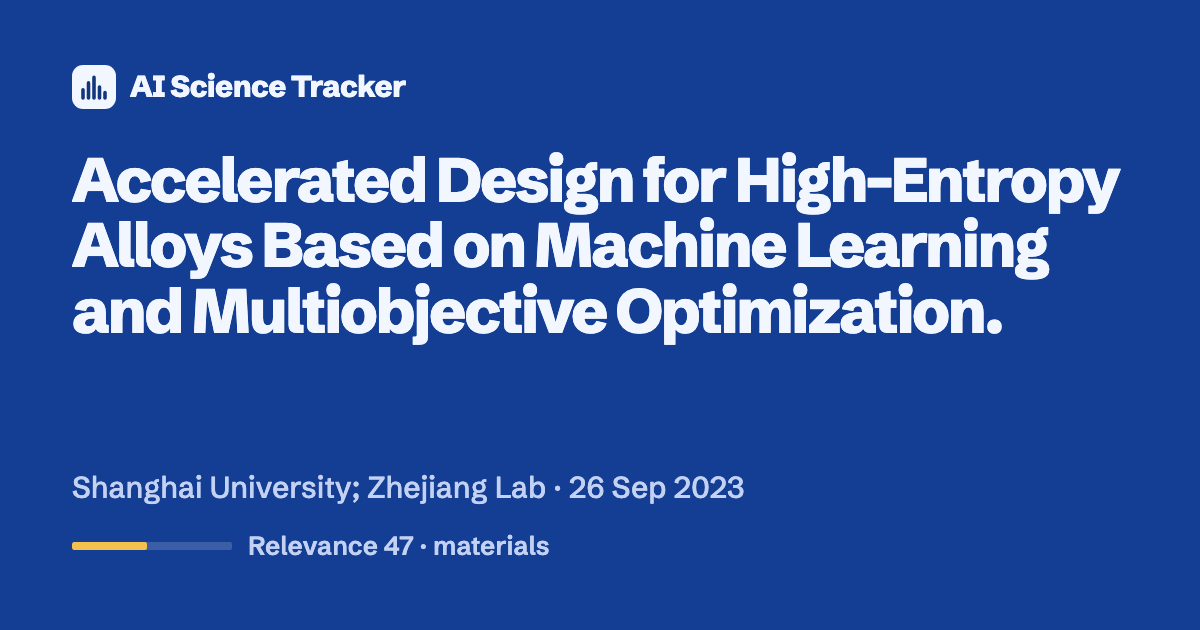 AI Science Tracker
Accelerated Design for High-Entropy
Alloys Based on Machine Learning
and Multiobjective Optimization.
Shanghai University; Zhejiang Lab · 26 Sep 2023
Relevance 47 · materials